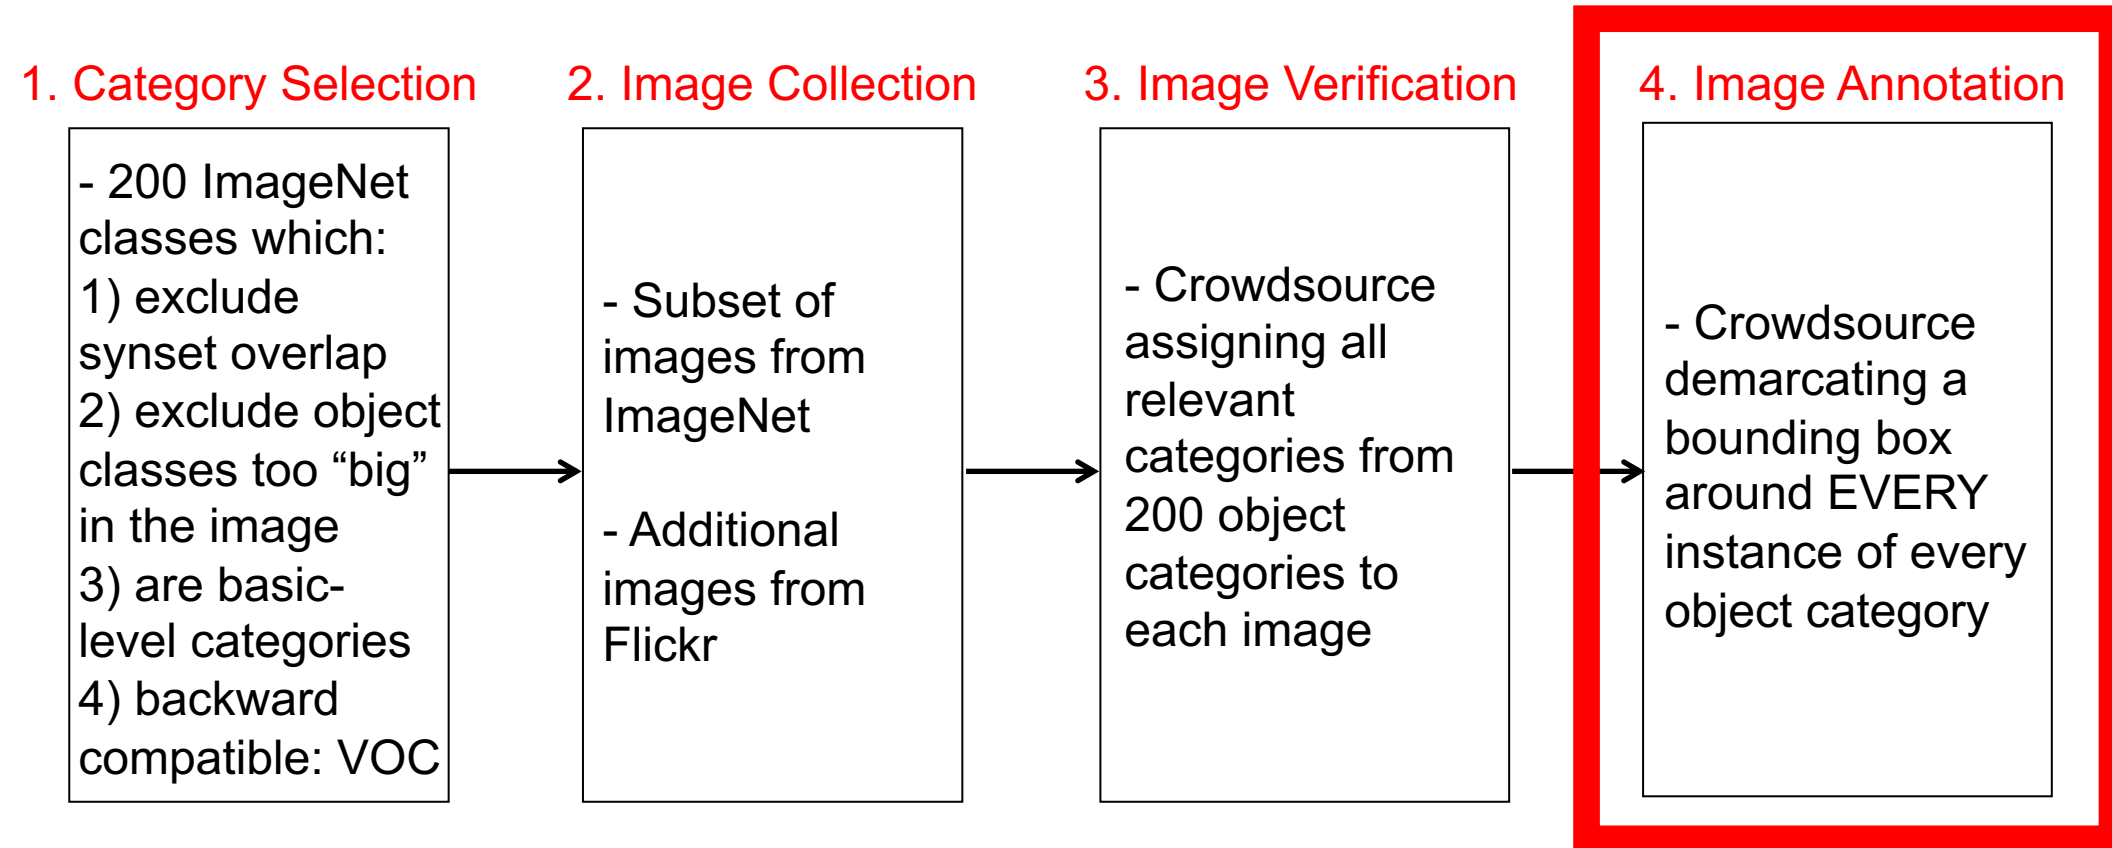 1. Category Selection
- 200 ImageNet
classes which:
1) exclude
synset overlap
2) exclude object
classes too “big”
in the image
3) are basic-
level categories
4) backward
compatible: VOC
2. Image Collection
- Subset of
images from
ImageNet
- Additional
images from
Flickr
3. Image Verification
- Crowdsource
assigning all
relevant
categories from
200 object
categories to
each image
4. Image Annotation
- Crowdsource
demarcating a
bounding box
around EVERY
instance of every
object category